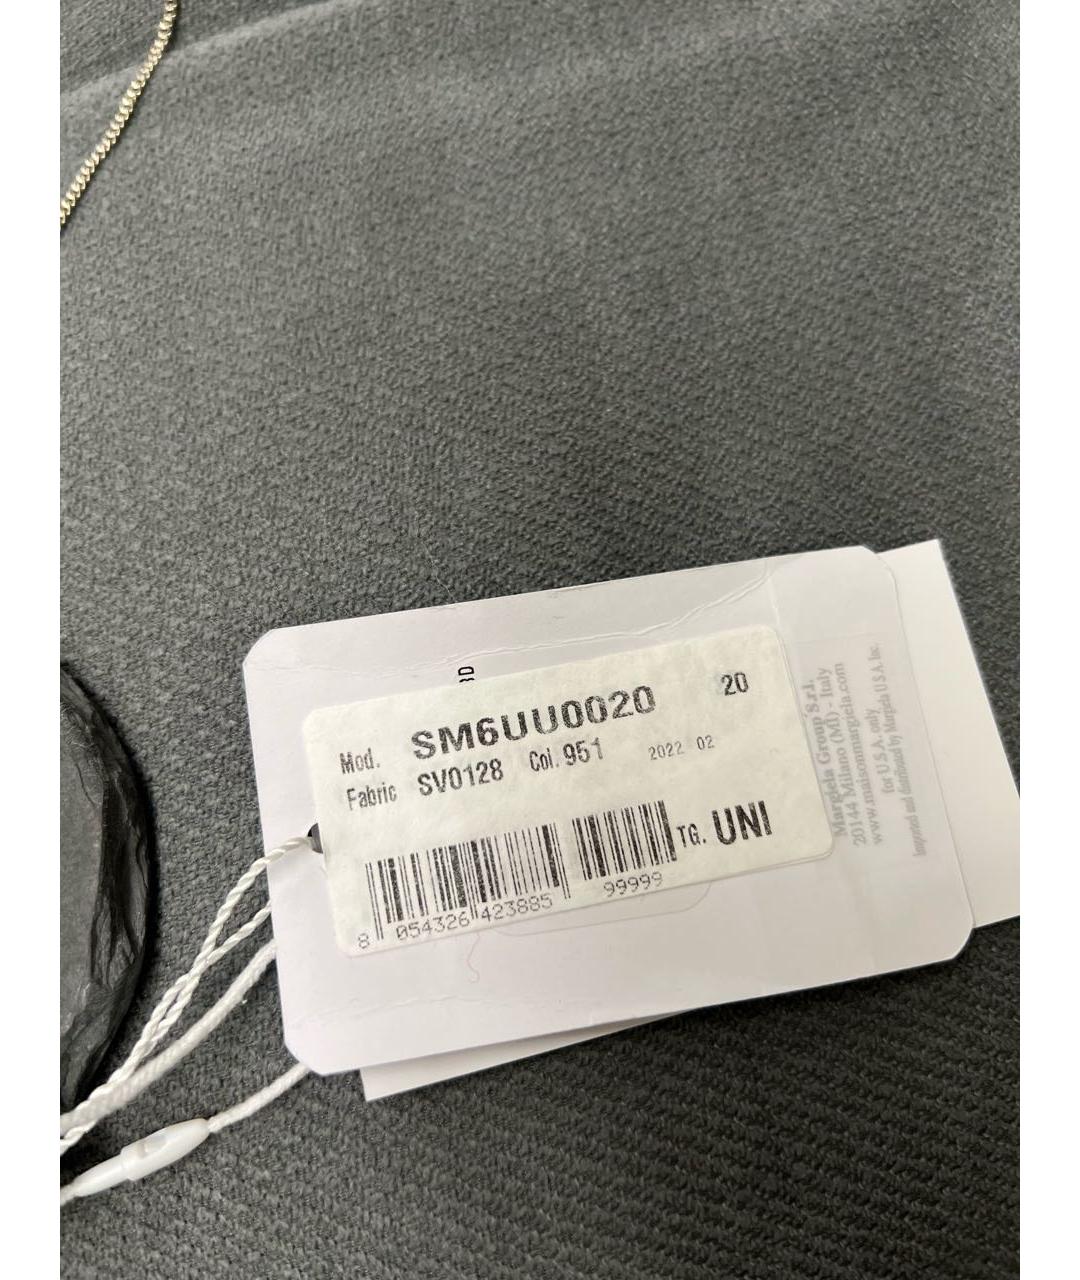 Mod. SM6UU0020 20
Fabric SV0128 Col. 951 2022 02
TG. UNI
8 054326 423885 99999
Margiela Group S.r.l.
20144 Milano (MI) - Italy
www.maisonmargiela.com
for U.S.A. only
Imported and distributed by Margiela U.S.A. Inc.